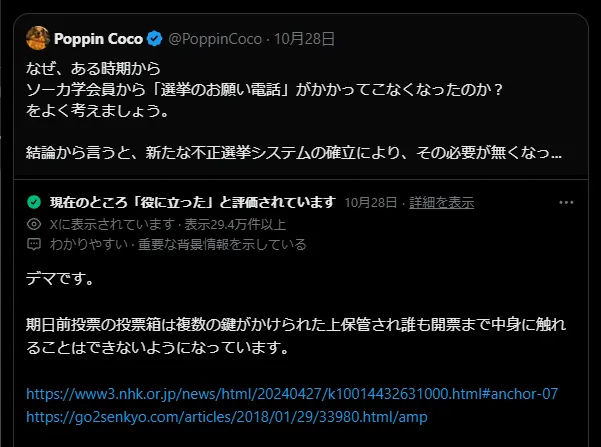 Poppin Coco @PoppinCoco · 10月28日
なぜ、ある時期から
ソーカ学会員から「選挙のお願い電話」がかかってこなくなったのか？
をよく考えましょう。
結論から言うと、新たな不正選挙システムの確立により、その必要が無くなっ...
現在のところ「役に立った」と評価されています 10月28日 · 詳細を表示
Xに表示されています · 表示29.4万件以上
わかりやすい · 重要な背景情報を示している
デマです。
期日前投票の投票箱は複数の鍵がかけられた上保管され誰も開票まで中身に触れ
ることはできないようになっています。
https://www3.nhk.or.jp/news/html/20240427/k10014432631000.html#anchor-07
https://go2senkyo.com/articles/2018/01/29/33980.html/amp